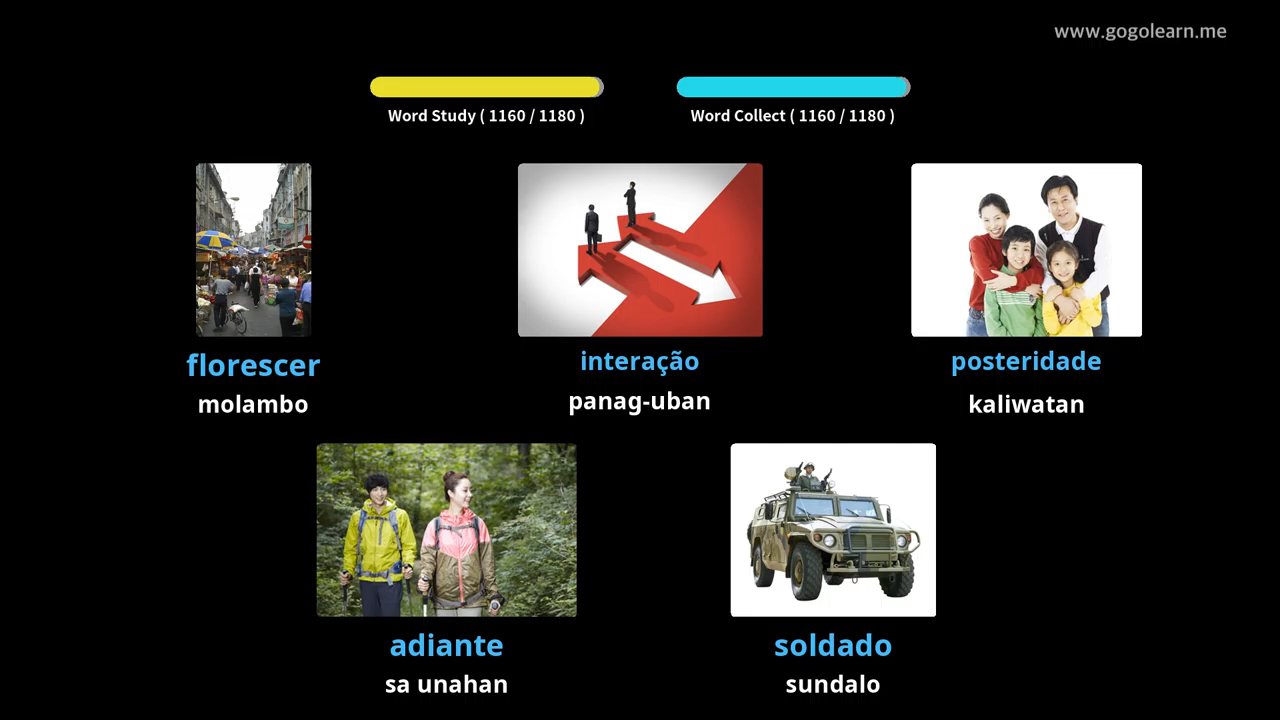 www.gogolearn.me
Word Study ( 1160 / 1180 )
Word Collect ( 1160 / 1180 )
florescer
molambo
interação
panag-uban
posteridade
kaliwatan
adiante
sa unahan
soldado
sundalo